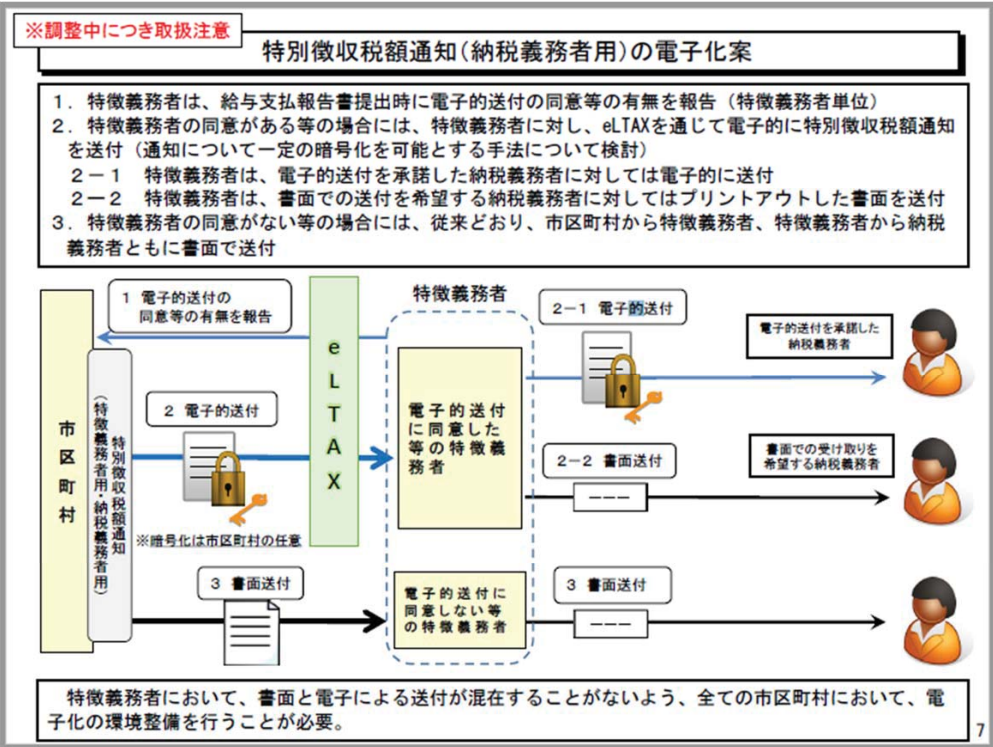 ※調整中につき取扱注意
特別徴収税額通知(納税義務者用)の電子化案
1．特徴義務者は、給与支払報告書提出時に電子的送付の同意等の有無を報告（特徴義務者単位）
2．特徴義務者の同意がある等の場合には、特徴義務者に対し、eLTAXを通じて電子的に特別徴収税額通知
を送付（通知について一定の暗号化を可能とする手法について検討）
2－1　特徴義務者は、電子的送付を承諾した納税義務者に対しては電子的に送付
2－2　特徴義務者は、書面での送付を希望する納税義務者に対してはプリントアウトした書面を送付
3．特徴義務者の同意がない等の場合には、従来どおり、市区町村から特徴義務者、特徴義務者から納税
義務者ともに書面で送付
1 電子的送付の
同意等の有無を報告
eLTAX
特徴義務者
2－1 電子的送付
電子的送付を承諾した
納税義務者
市区町村
特別徴収税額通知
（特徴義務者用・納税義務者用）
2 電子的送付
※暗号化は市区町村の任意
電子的送付
に同意した
等の特徴義
務者
2－2 書面送付
書面での受け取りを
希望する納税義務者
3 書面送付
電子的送付に
同意しない等
の特徴義務者
3 書面送付
特徴義務者において、書面と電子による送付が混在することがないよう、全ての市区町村において、電
子化の環境整備を行うことが必要。
7